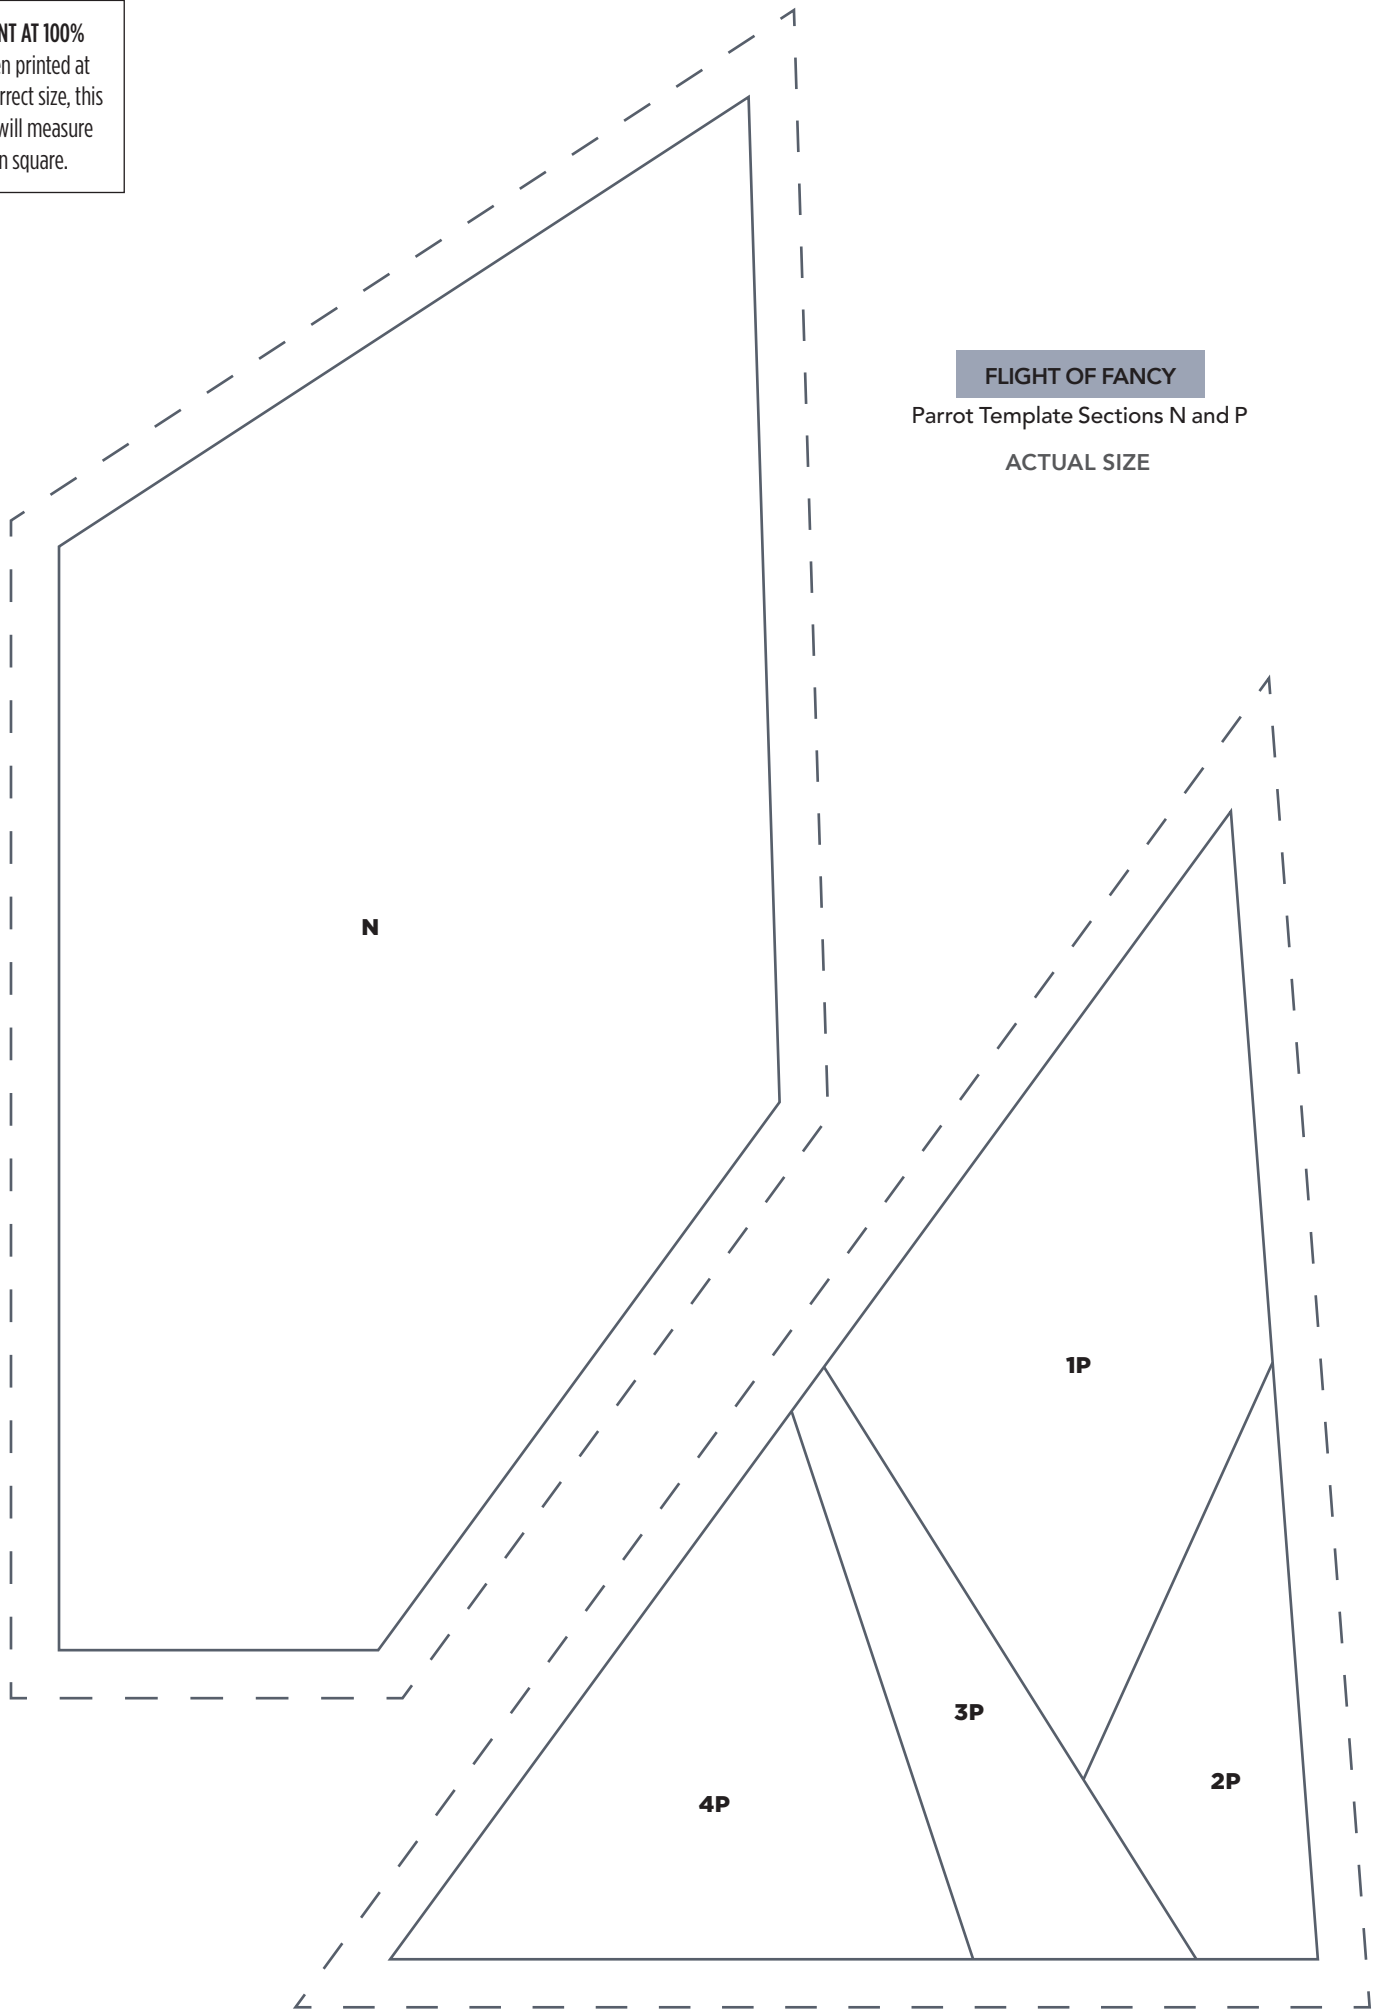 NT AT 100%
en printed at
rrect size, this
will measure
n square.
FLIGHT OF FANCY
Parrot Template Sections N and P
ACTUAL SIZE
N
1P
3P
2P
4P